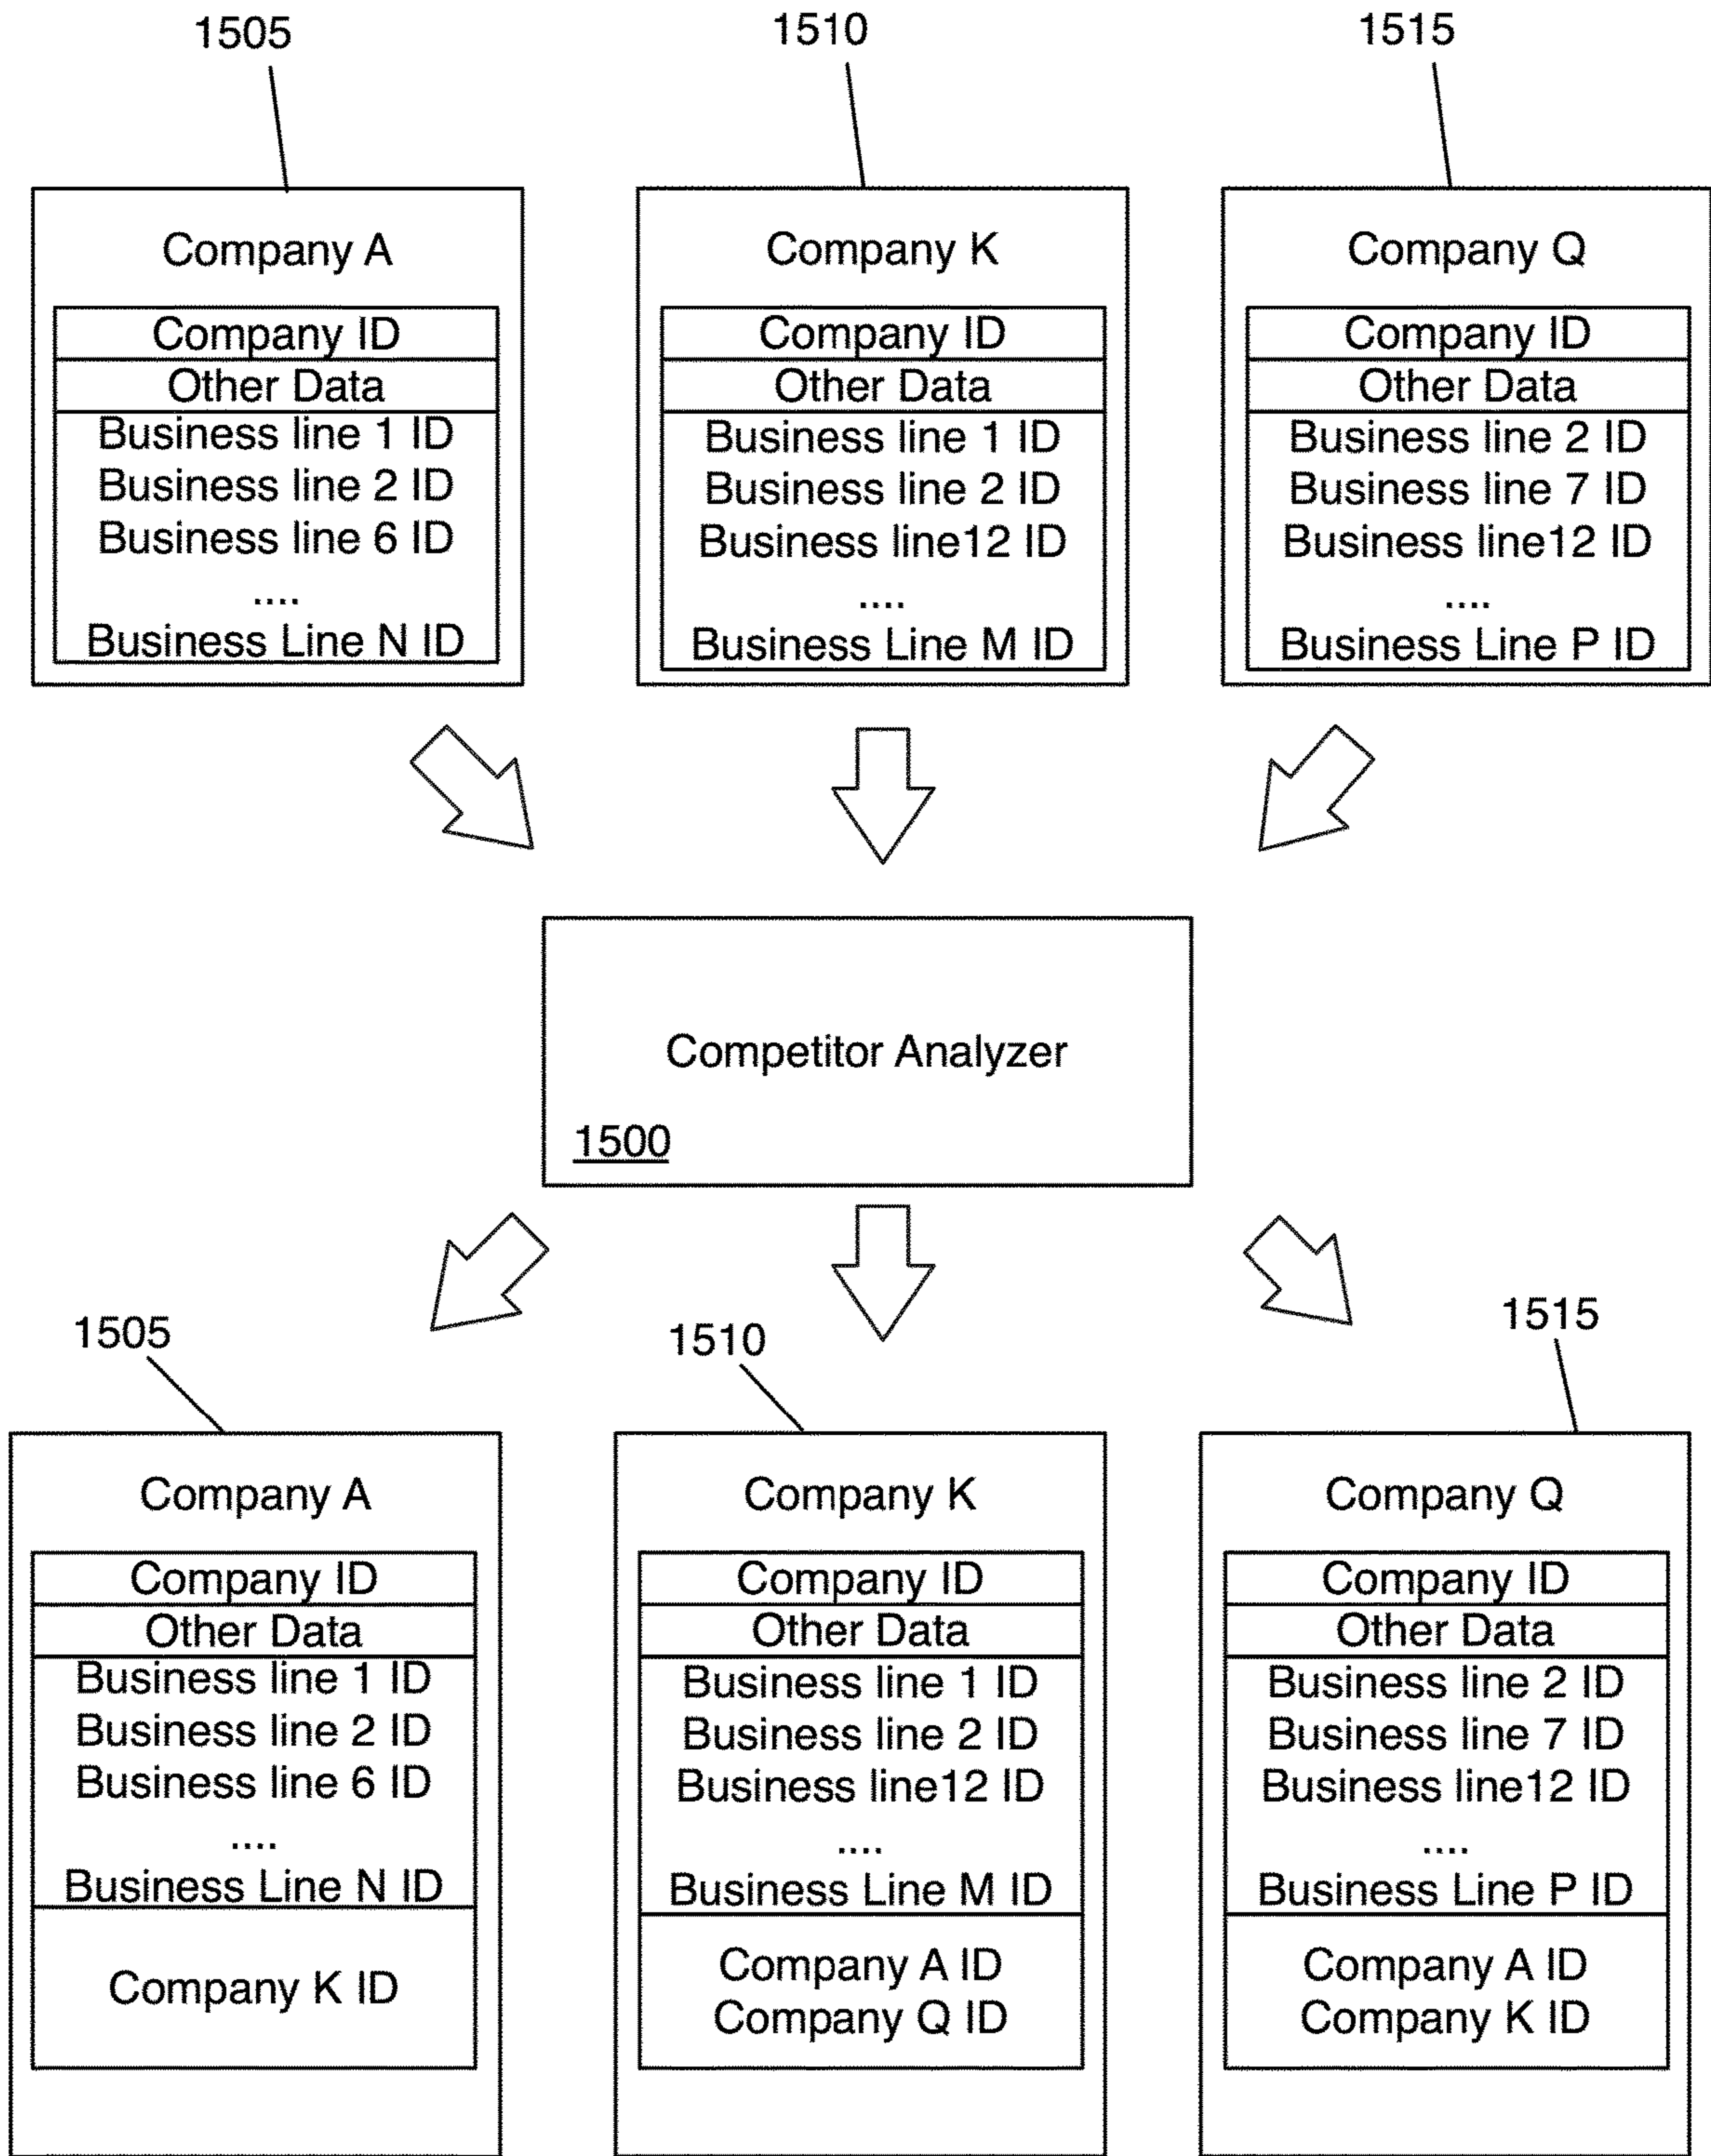 1505
1510
1515
Company A
Company ID
Other Data
Business line 1 ID
Business line 2 ID
Business line 6 ID
....
Business Line N ID
Company K
Company ID
Other Data
Business line 1 ID
Business line 2 ID
Business line12 ID
....
Business Line M ID
Company Q
Company ID
Other Data
Business line 2 ID
Business line 7 ID
Business line12 ID
....
Business Line P ID
Competitor Analyzer
1500
1505
1510
1515
Company A
Company ID
Other Data
Business line 1 ID
Business line 2 ID
Business line 6 ID
....
Business Line N ID
Company K ID
Company K
Company ID
Other Data
Business line 1 ID
Business line 2 ID
Business line12 ID
....
Business Line M ID
Company A ID
Company Q ID
Company Q
Company ID
Other Data
Business line 2 ID
Business line 7 ID
Business line12 ID
....
Business Line P ID
Company A ID
Company K ID